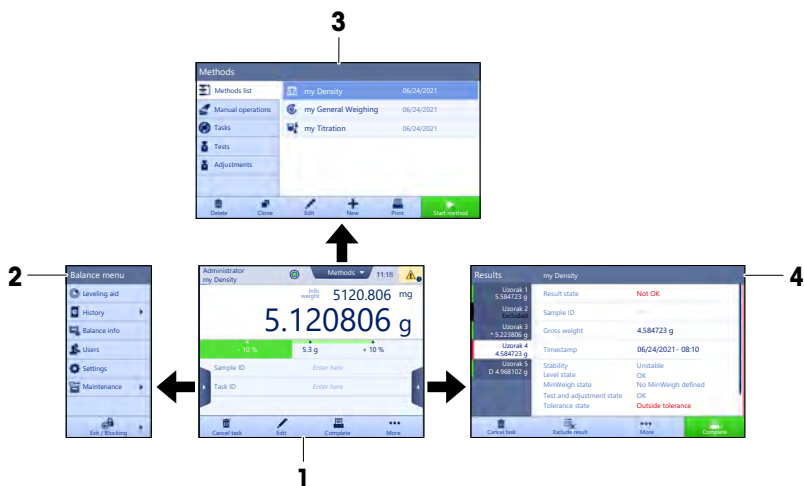 3
Methods
Methods list
Manual operations
Tasks
Tests
Adjustments
my Density 06/24/2021
my General Weighing 06/24/2021
my Titration 06/24/2021
Delete Clone Edit New Print Start method
2
Balance menu
Leveling aid
History
Balance info
Users
Settings
Maintenance
Exit / Blocking
Administrator
my Density
Methods 11:18
Info weight 5120.806 mg
5.120806 g
- 10 % 5.3 g + 10 %
Sample ID Enter here
Task ID Enter here
Cancel task Edit Complete More
1
4
Results my Density
Uzorak 1
5.584723 g
Uzorak 2
Excluded
Uzorak 3
* 5.223806 g
Uzorak 4
4.584723 g
Uzorak 5
D 4.968102 g
Result state Not OK
Sample ID
Gross weight 4.584723 g
Timestamp 06/24/2021 - 08:10
Stability Unstable
Level state OK
MinWeigh state No MinWeigh defined
Test and adjustment state OK
Tolerance state Outside tolerance
Cancel task Exclude result More Complete